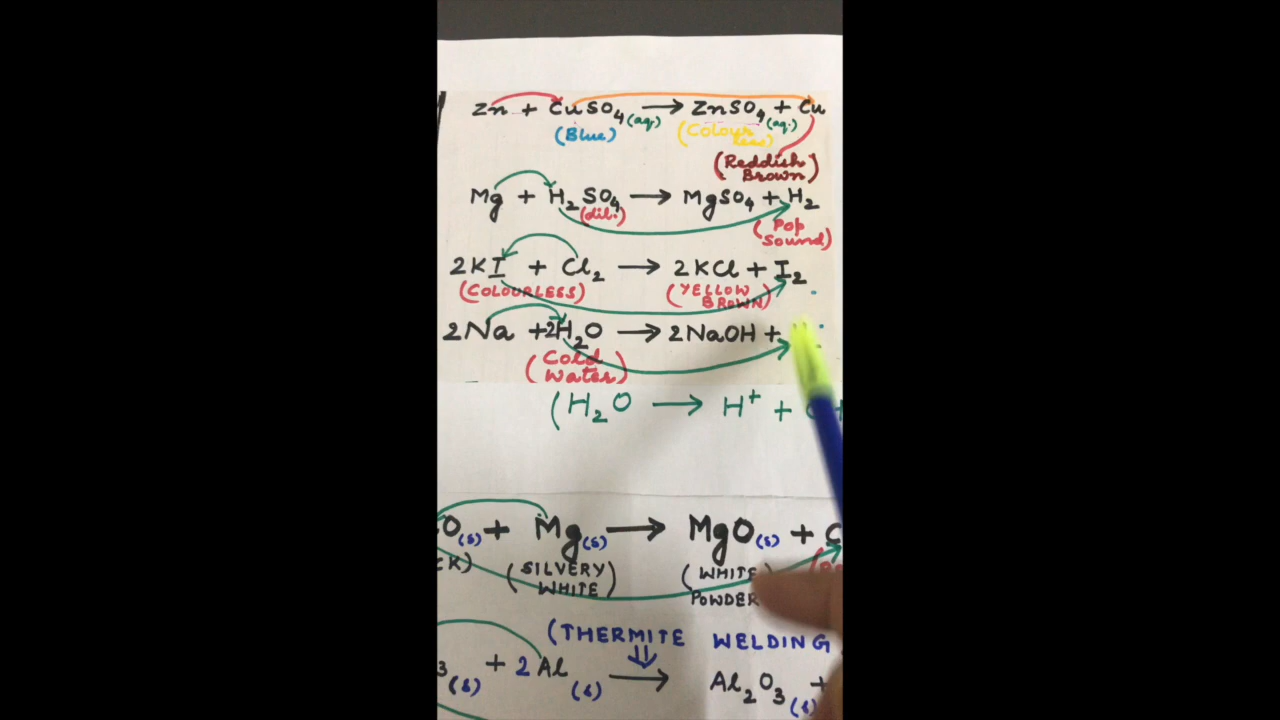 Zn + CuSO₄(aq.) → ZnSO₄(aq.) + Cu
(Blue) (Colourless)
(Reddish Brown)
Mg + H₂SO₄ → MgSO₄ + H₂
(dil.) (Pop Sound)
2KI + Cl₂ → 2KCl + I₂
(COLOURLESS) (YELLOW BROWN)
2Na + 2H₂O → 2NaOH +
(Cold Water)
(H₂O → H⁺ +
O(s) + Mg(s) → MgO(s) + C
CK) (SILVERY WHITE) (WHITE POWDER
(THERMITE WELDING
3(s) + 2Al(s) → Al₂O₃(s) +